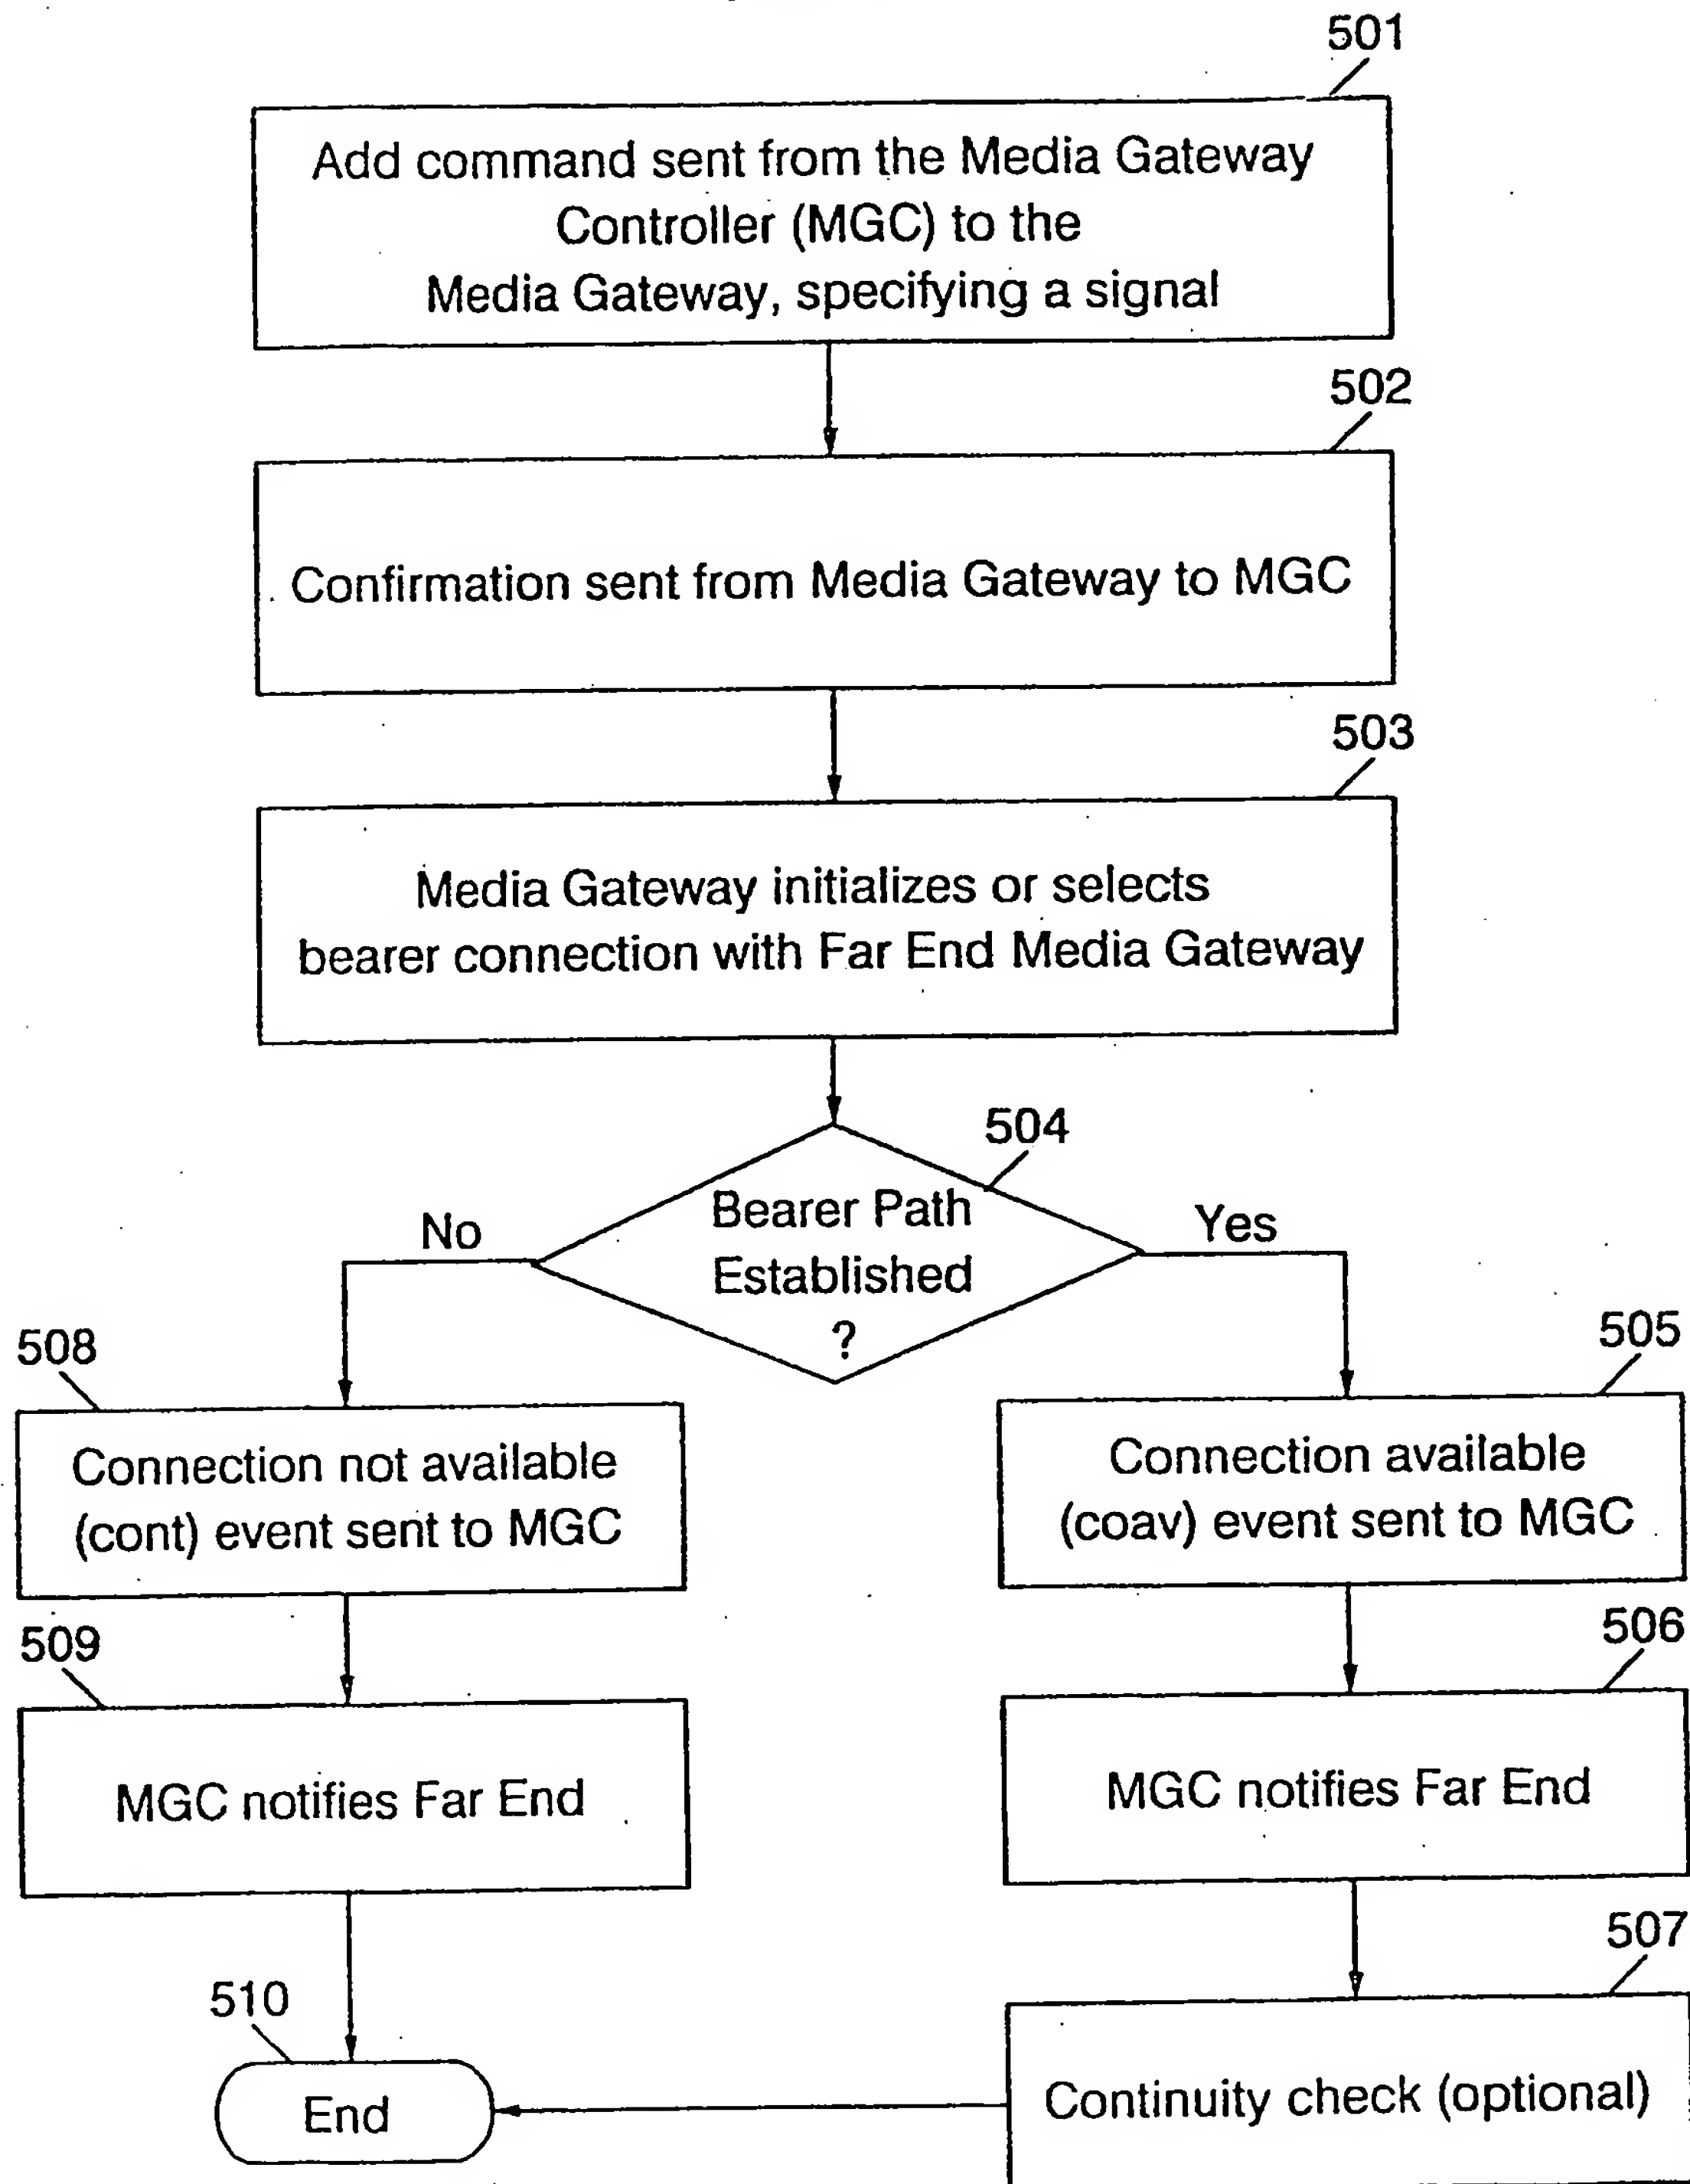 501
Add command sent from the Media Gateway
Controller (MGC) to the
Media Gateway, specifying a signal
502
Confirmation sent from Media Gateway to MGC
503
Media Gateway initializes or selects
bearer connection with Far End Media Gateway
504
Bearer Path
Established
?
No
Yes
508
Connection not available
(cont) event sent to MGC
505
Connection available
(coav) event sent to MGC
509
MGC notifies Far End
506
MGC notifies Far End
507
Continuity check (optional)
510
End